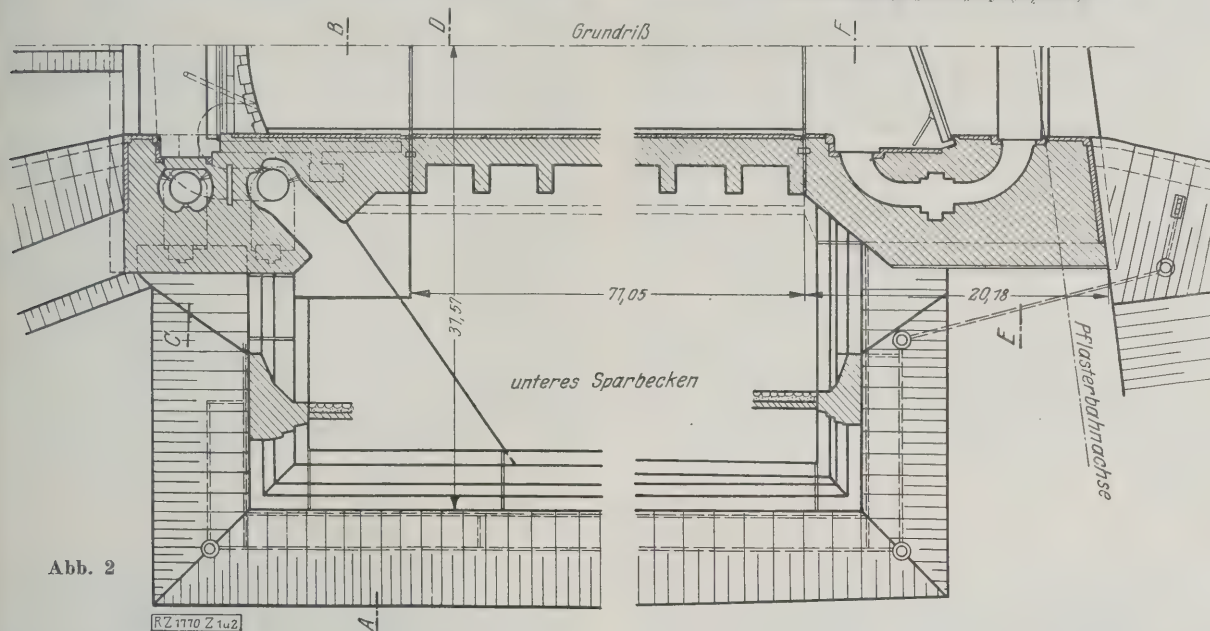 B
D
Grundriß
F
77,05
20,18
37,57
C
E
unteres Sparbecken
Pflasterbahnachse
Abb. 2
A
RZ 1770 Z 1u2